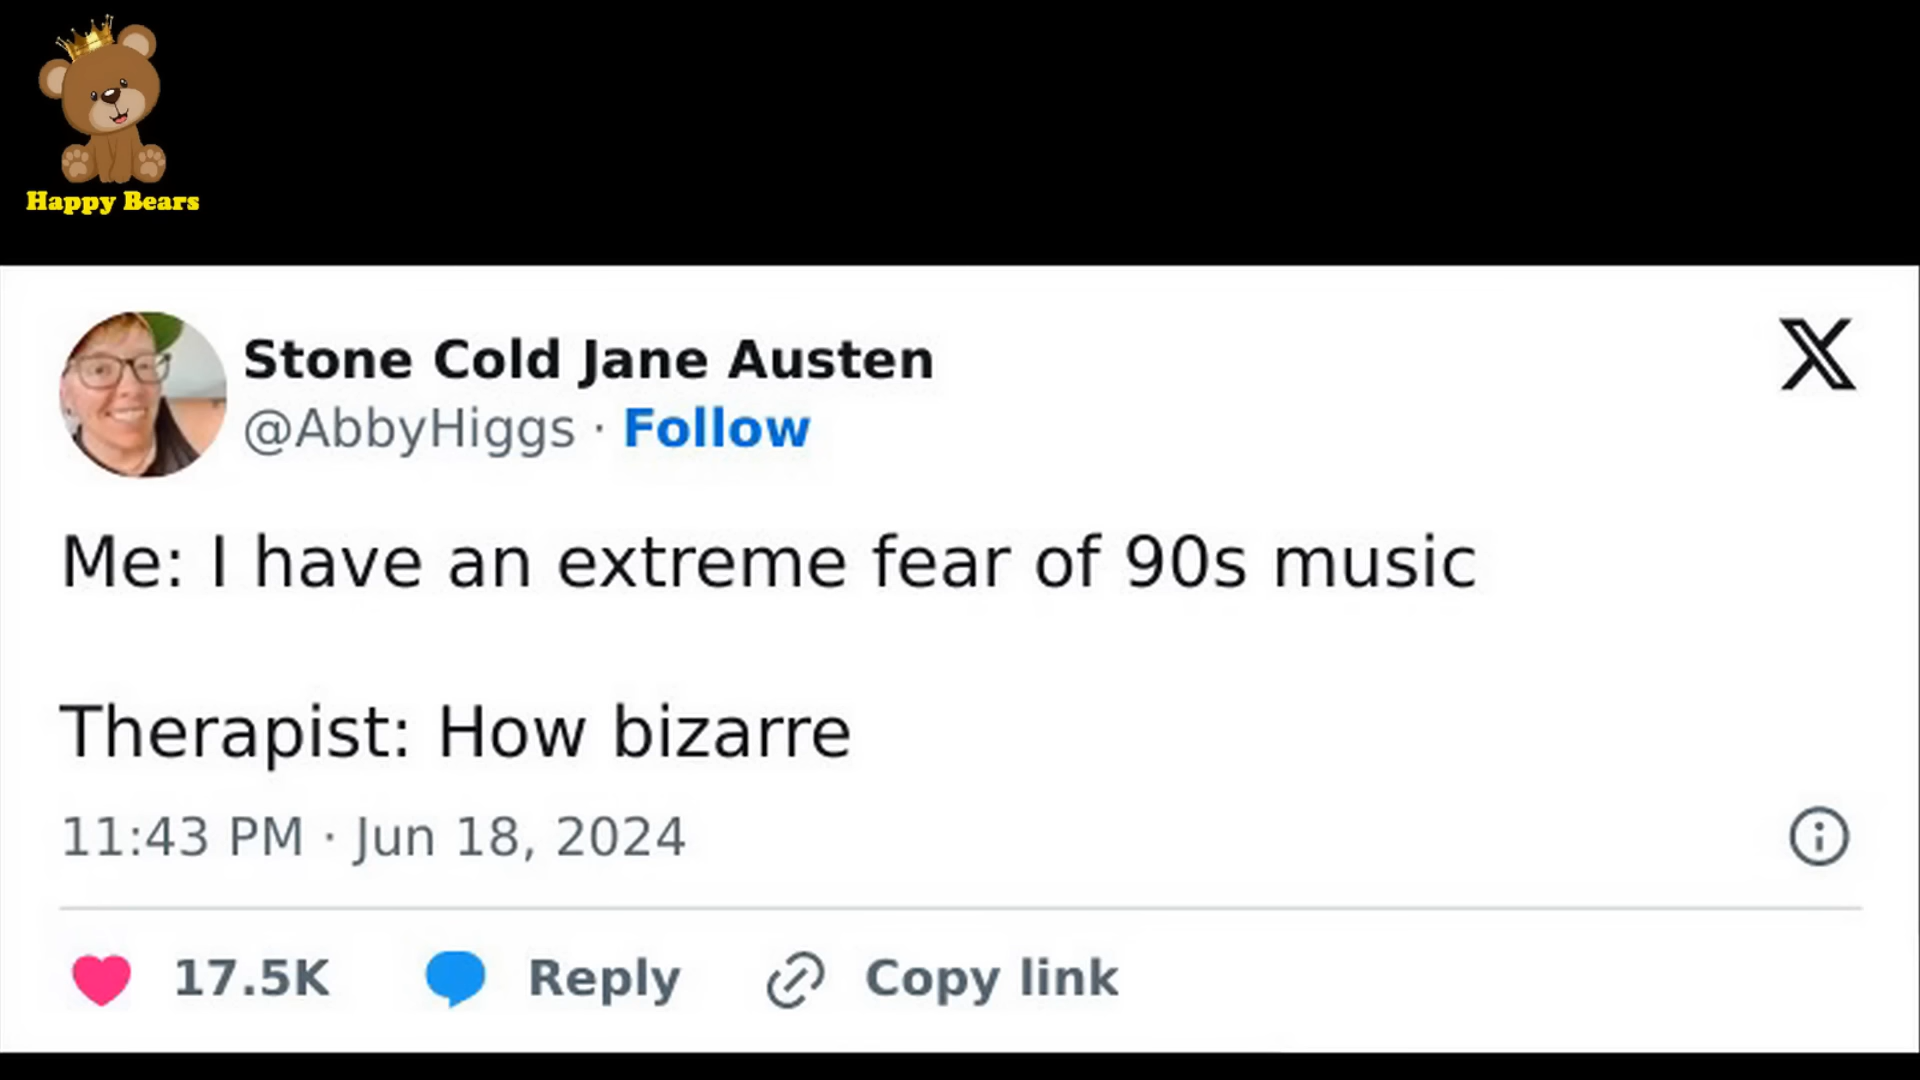 Happy Bears
Stone Cold Jane Austen
@AbbyHiggs · Follow
Me: I have an extreme fear of 90s music
Therapist: How bizarre
11:43 PM · Jun 18, 2024
17.5K Reply Copy link